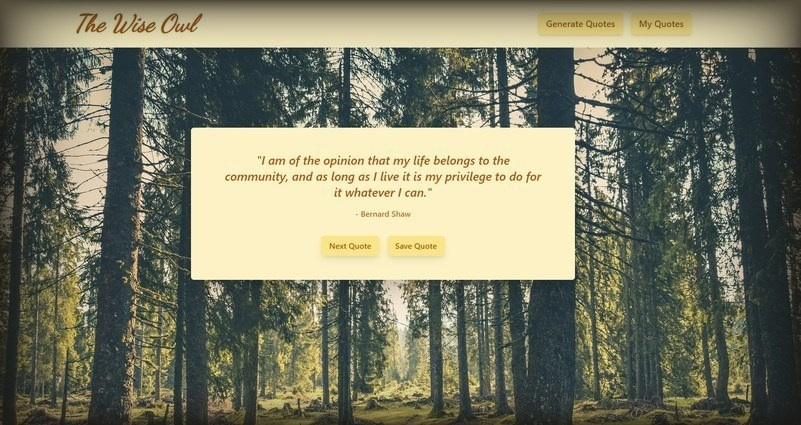 The Wise Owl
Generate Quotes
My Quotes
"I am of the opinion that my life belongs to the
community, and as long as I live it is my privilege to do for
it whatever I can."
- Bernard Shaw
Next Quote
Save Quote